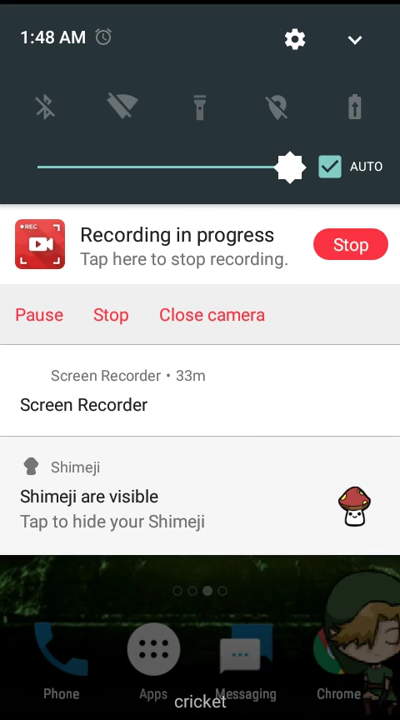 1:48 AM
AUTO
REC
Recording in progress
Tap here to stop recording.
Stop
Pause Stop Close camera
Screen Recorder • 33m
Screen Recorder
Shimeji
Shimeji are visible
Tap to hide your Shimeji
Phone Apps Messaging Chrome
cricket